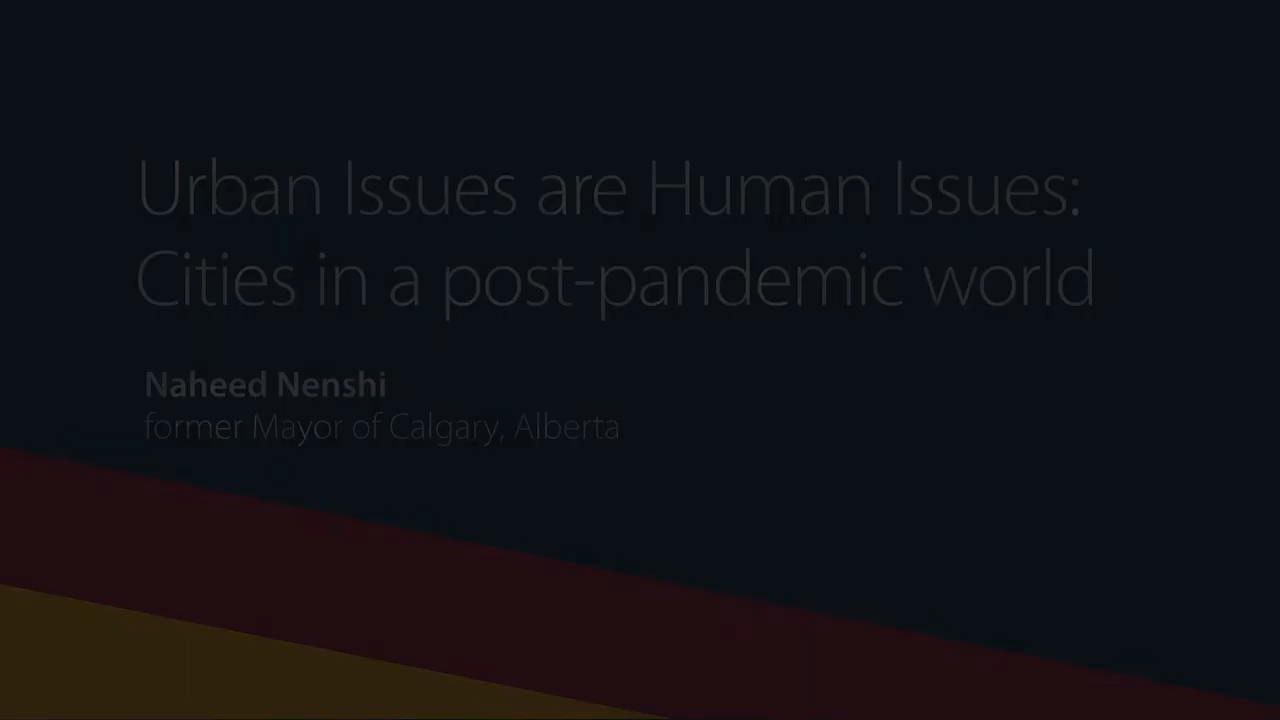 Urban Issues are Human Issues:
Cities in a post-pandemic world
Naheed Nenshi
former Mayor of Calgary, Alberta